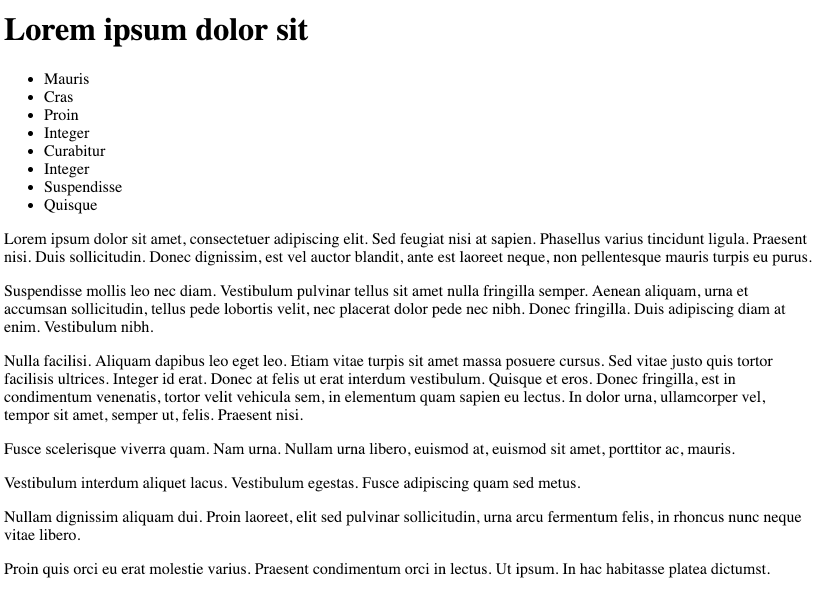 Lorem ipsum dolor sit
Mauris
Cras
Proin
Integer
Curabitur
Integer
Suspendisse
Quisque
Lorem ipsum dolor sit amet, consectetuer adipiscing elit. Sed feugiat nisi at sapien. Phasellus varius tincidunt ligula. Praesent
nisi. Duis sollicitudin. Donec dignissim, est vel auctor blandit, ante est laoreet neque, non pellentesque mauris turpis eu purus.
Suspendisse mollis leo nec diam. Vestibulum pulvinar tellus sit amet nulla fringilla semper. Aenean aliquam, urna et
accumsan sollicitudin, tellus pede lobortis velit, nec placerat dolor pede nec nibh. Donec fringilla. Duis adipiscing diam at
enim. Vestibulum nibh.
Nulla facilisi. Aliquam dapibus leo eget leo. Etiam vitae turpis sit amet massa posuere cursus. Sed vitae justo quis tortor
facilisis ultrices. Integer id erat. Donec at felis ut erat interdum vestibulum. Quisque et eros. Donec fringilla, est in
condimentum venenatis, tortor velit vehicula sem, in elementum quam sapien eu lectus. In dolor urna, ullamcorper vel,
tempor sit amet, semper ut, felis. Praesent nisi.
Fusce scelerisque viverra quam. Nam urna. Nullam urna libero, euismod at, euismod sit amet, porttitor ac, mauris.
Vestibulum interdum aliquet lacus. Vestibulum egestas. Fusce adipiscing quam sed metus.
Nullam dignissim aliquam dui. Proin laoreet, elit sed pulvinar sollicitudin, urna arcu fermentum felis, in rhoncus nunc neque
vitae libero.
Proin quis orci eu erat molestie varius. Praesent condimentum orci in lectus. Ut ipsum. In hac habitasse platea dictumst.